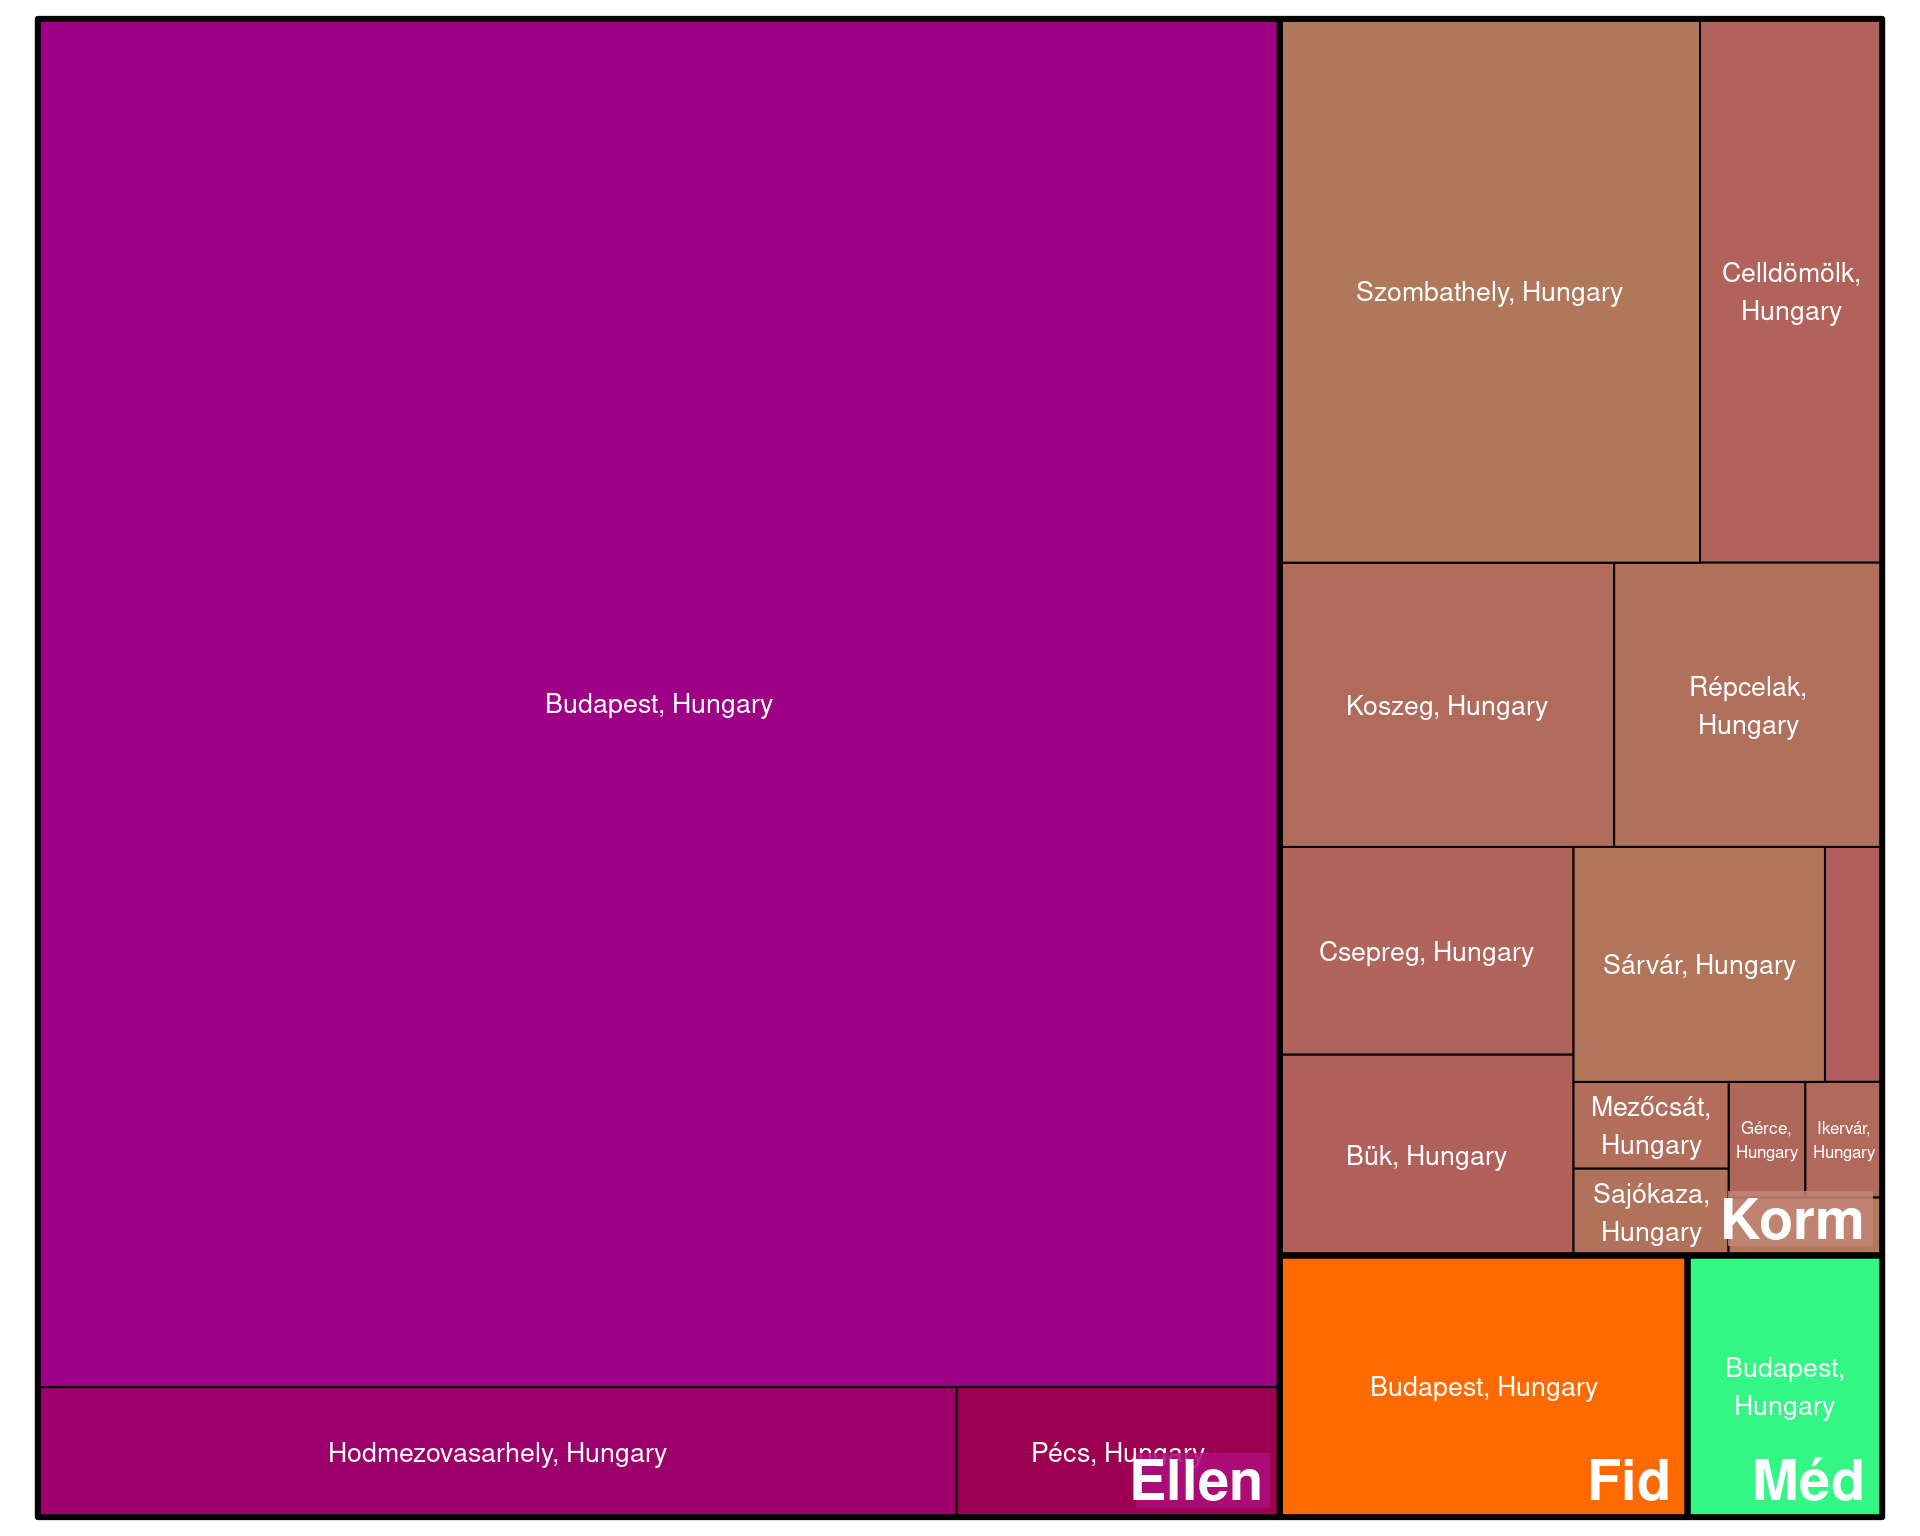 Budapest, Hungary
Hodmezovasarhely, Hungary
Pécs, Hungary
Ellen
Szombathely, Hungary
Celldömölk,
Hungary
Koszeg, Hungary
Répcelak,
Hungary
Csepreg, Hungary
Sárvár, Hungary
Bük, Hungary
Mezőcsát,
Hungary
Gérce,
Hungary
Ikervár,
Hungary
Sajókaza,
Hungary
Korm
Budapest, Hungary
Fid
Budapest,
Hungary
Méd